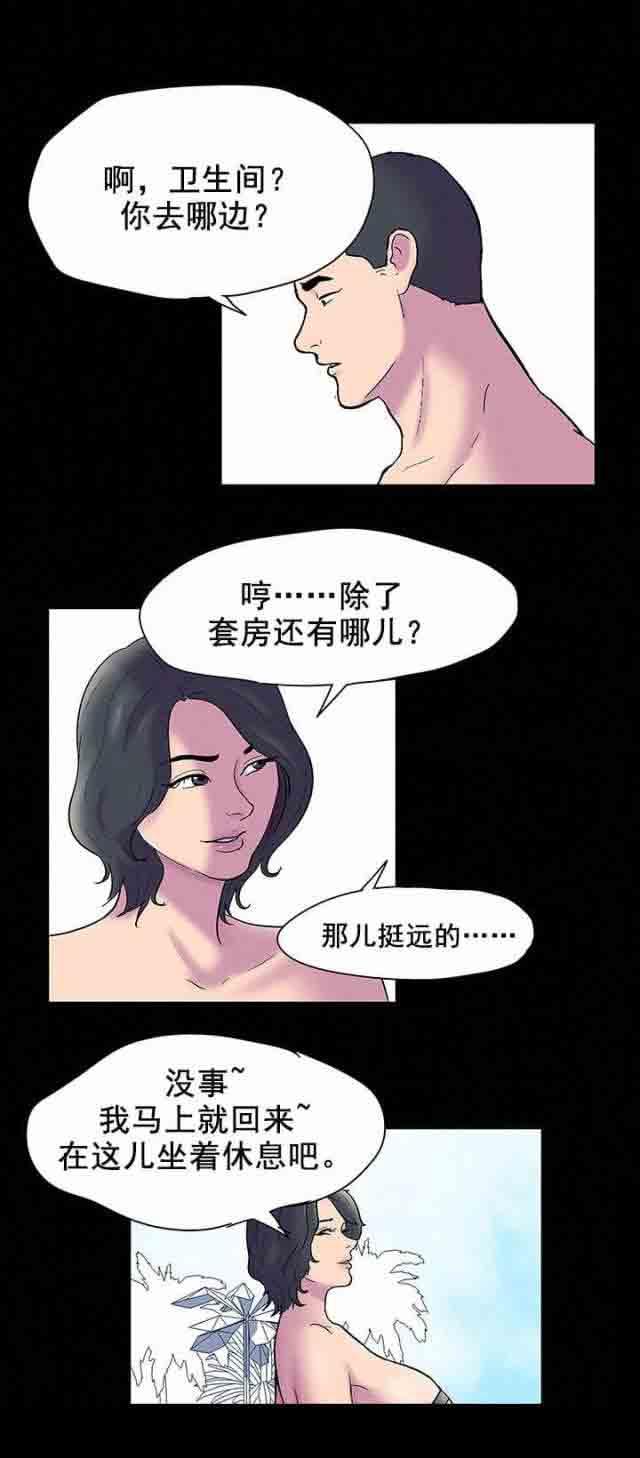 啊，卫生间？
你去哪边？
哼……除了
套房还有哪儿？
那儿挺远的……
没事~
我马上就回来~
在这儿坐着休息吧。